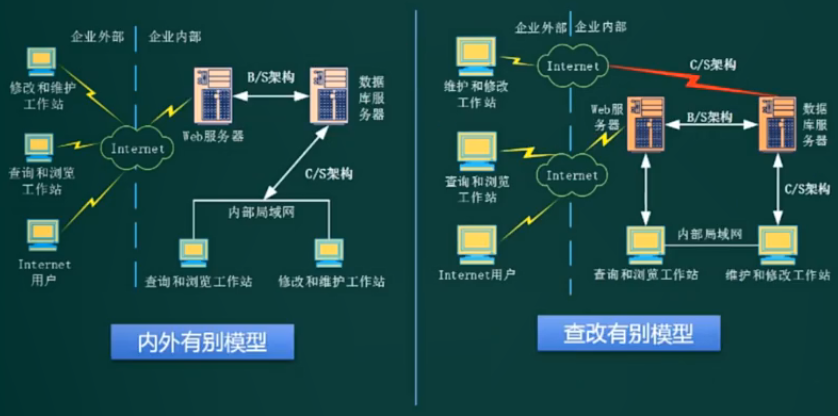 企业外部
企业内部
修改和维护
工作站
查询和浏览
工作站
Internet
用户
Internet
Web服务器
B/S架构
数据
库服
务器
C/S架构
内部局域网
查询和浏览工作站
修改和维护工作站
内外有别模型
企业外部
企业内部
维护和修改
工作站
Internet
C/S架构
Web服
务器
B/S架构
数据
库服
务器
查询和浏览
工作站
Internet
C/S架构
Internet用户
内部局域网
查询和浏览工作站
维护和修改工作站
查改有别模型